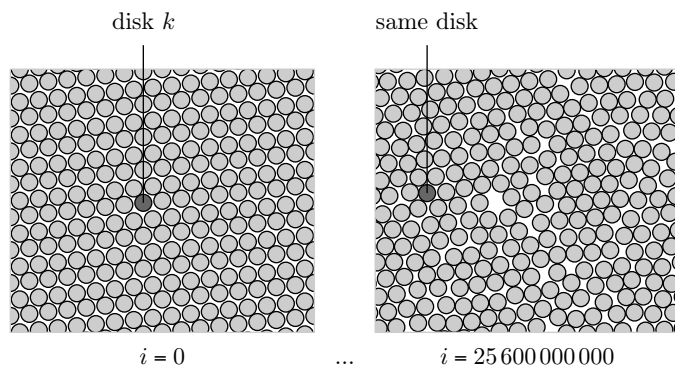 disk k
same disk
i = 0
...
i = 25 600 000 000